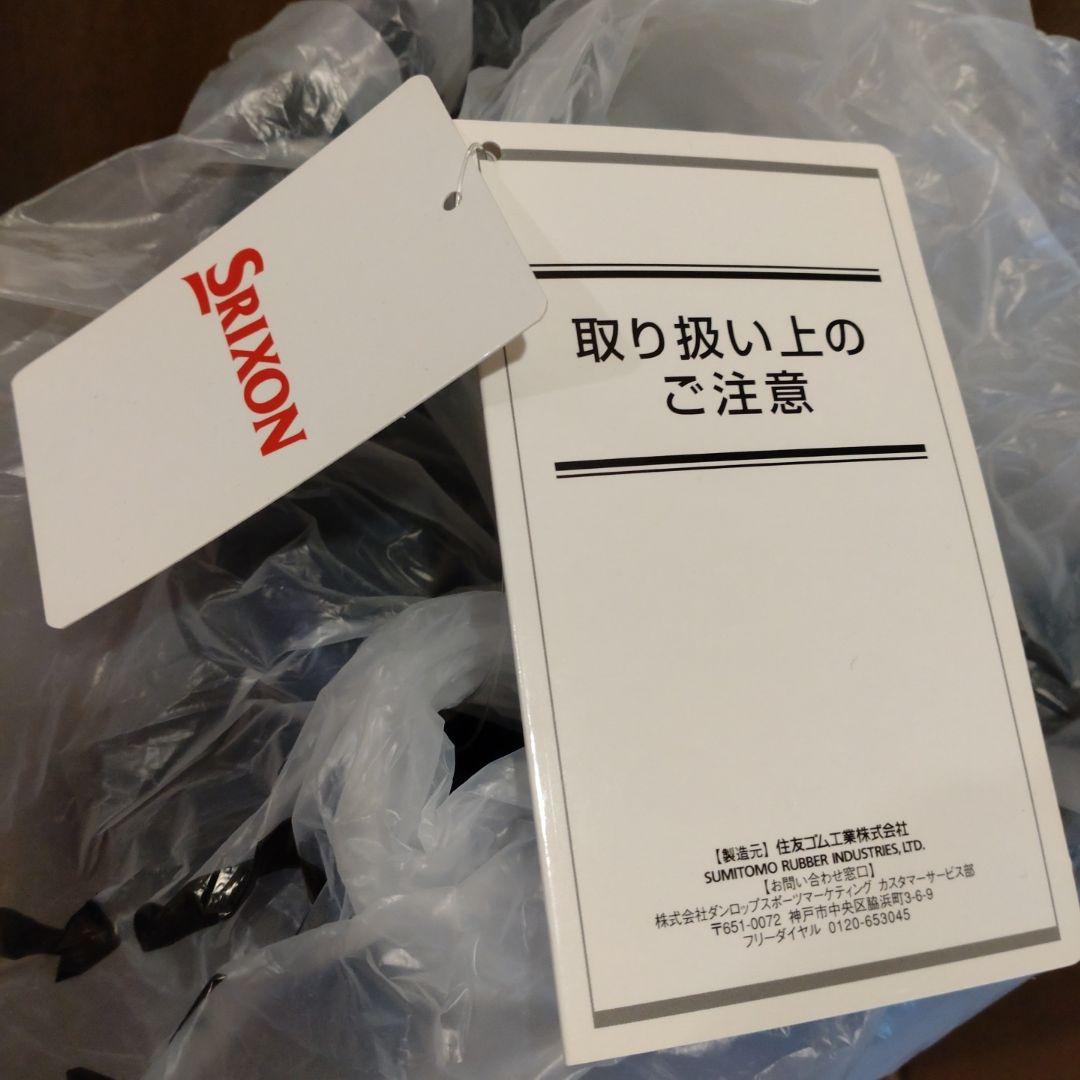 SRIXON
取り扱い上の
ご注意
【製造元】住友ゴム工業株式会社
SUMITOMO RUBBER INDUSTRIES, LTD.
【お問い合わせ窓口】
株式会社ダンロップスポーツマーケティング カスタマーサービス部
〒651-0072 神戸市中央区脇浜町3-6-9
フリーダイヤル 0120-653045